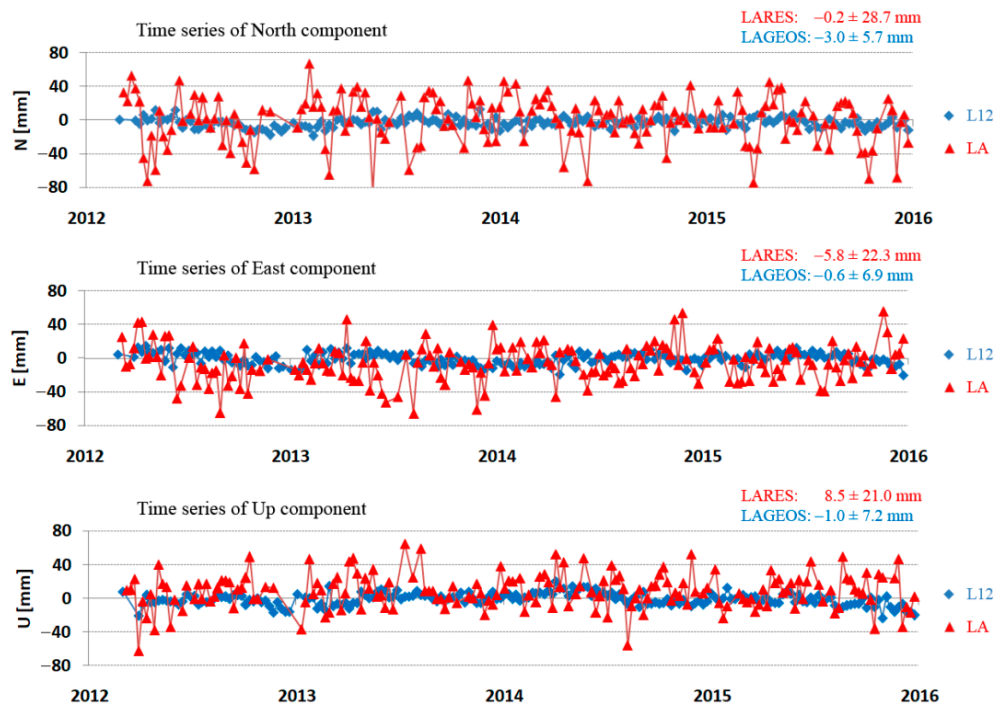 Time series of North component
LARES: −0.2 ± 28.7 mm
LAGEOS: −3.0 ± 5.7 mm
N [mm]
80
40
0
−40
−80
2012 2013 2014 2015 2016
L12
LA
Time series of East component
LARES: −5.8 ± 22.3 mm
LAGEOS: −0.6 ± 6.9 mm
E [mm]
80
40
0
−40
−80
2012 2013 2014 2015 2016
L12
LA
Time series of Up component
LARES: 8.5 ± 21.0 mm
LAGEOS: −1.0 ± 7.2 mm
U [mm]
80
40
0
−40
−80
2012 2013 2014 2015 2016
L12
LA